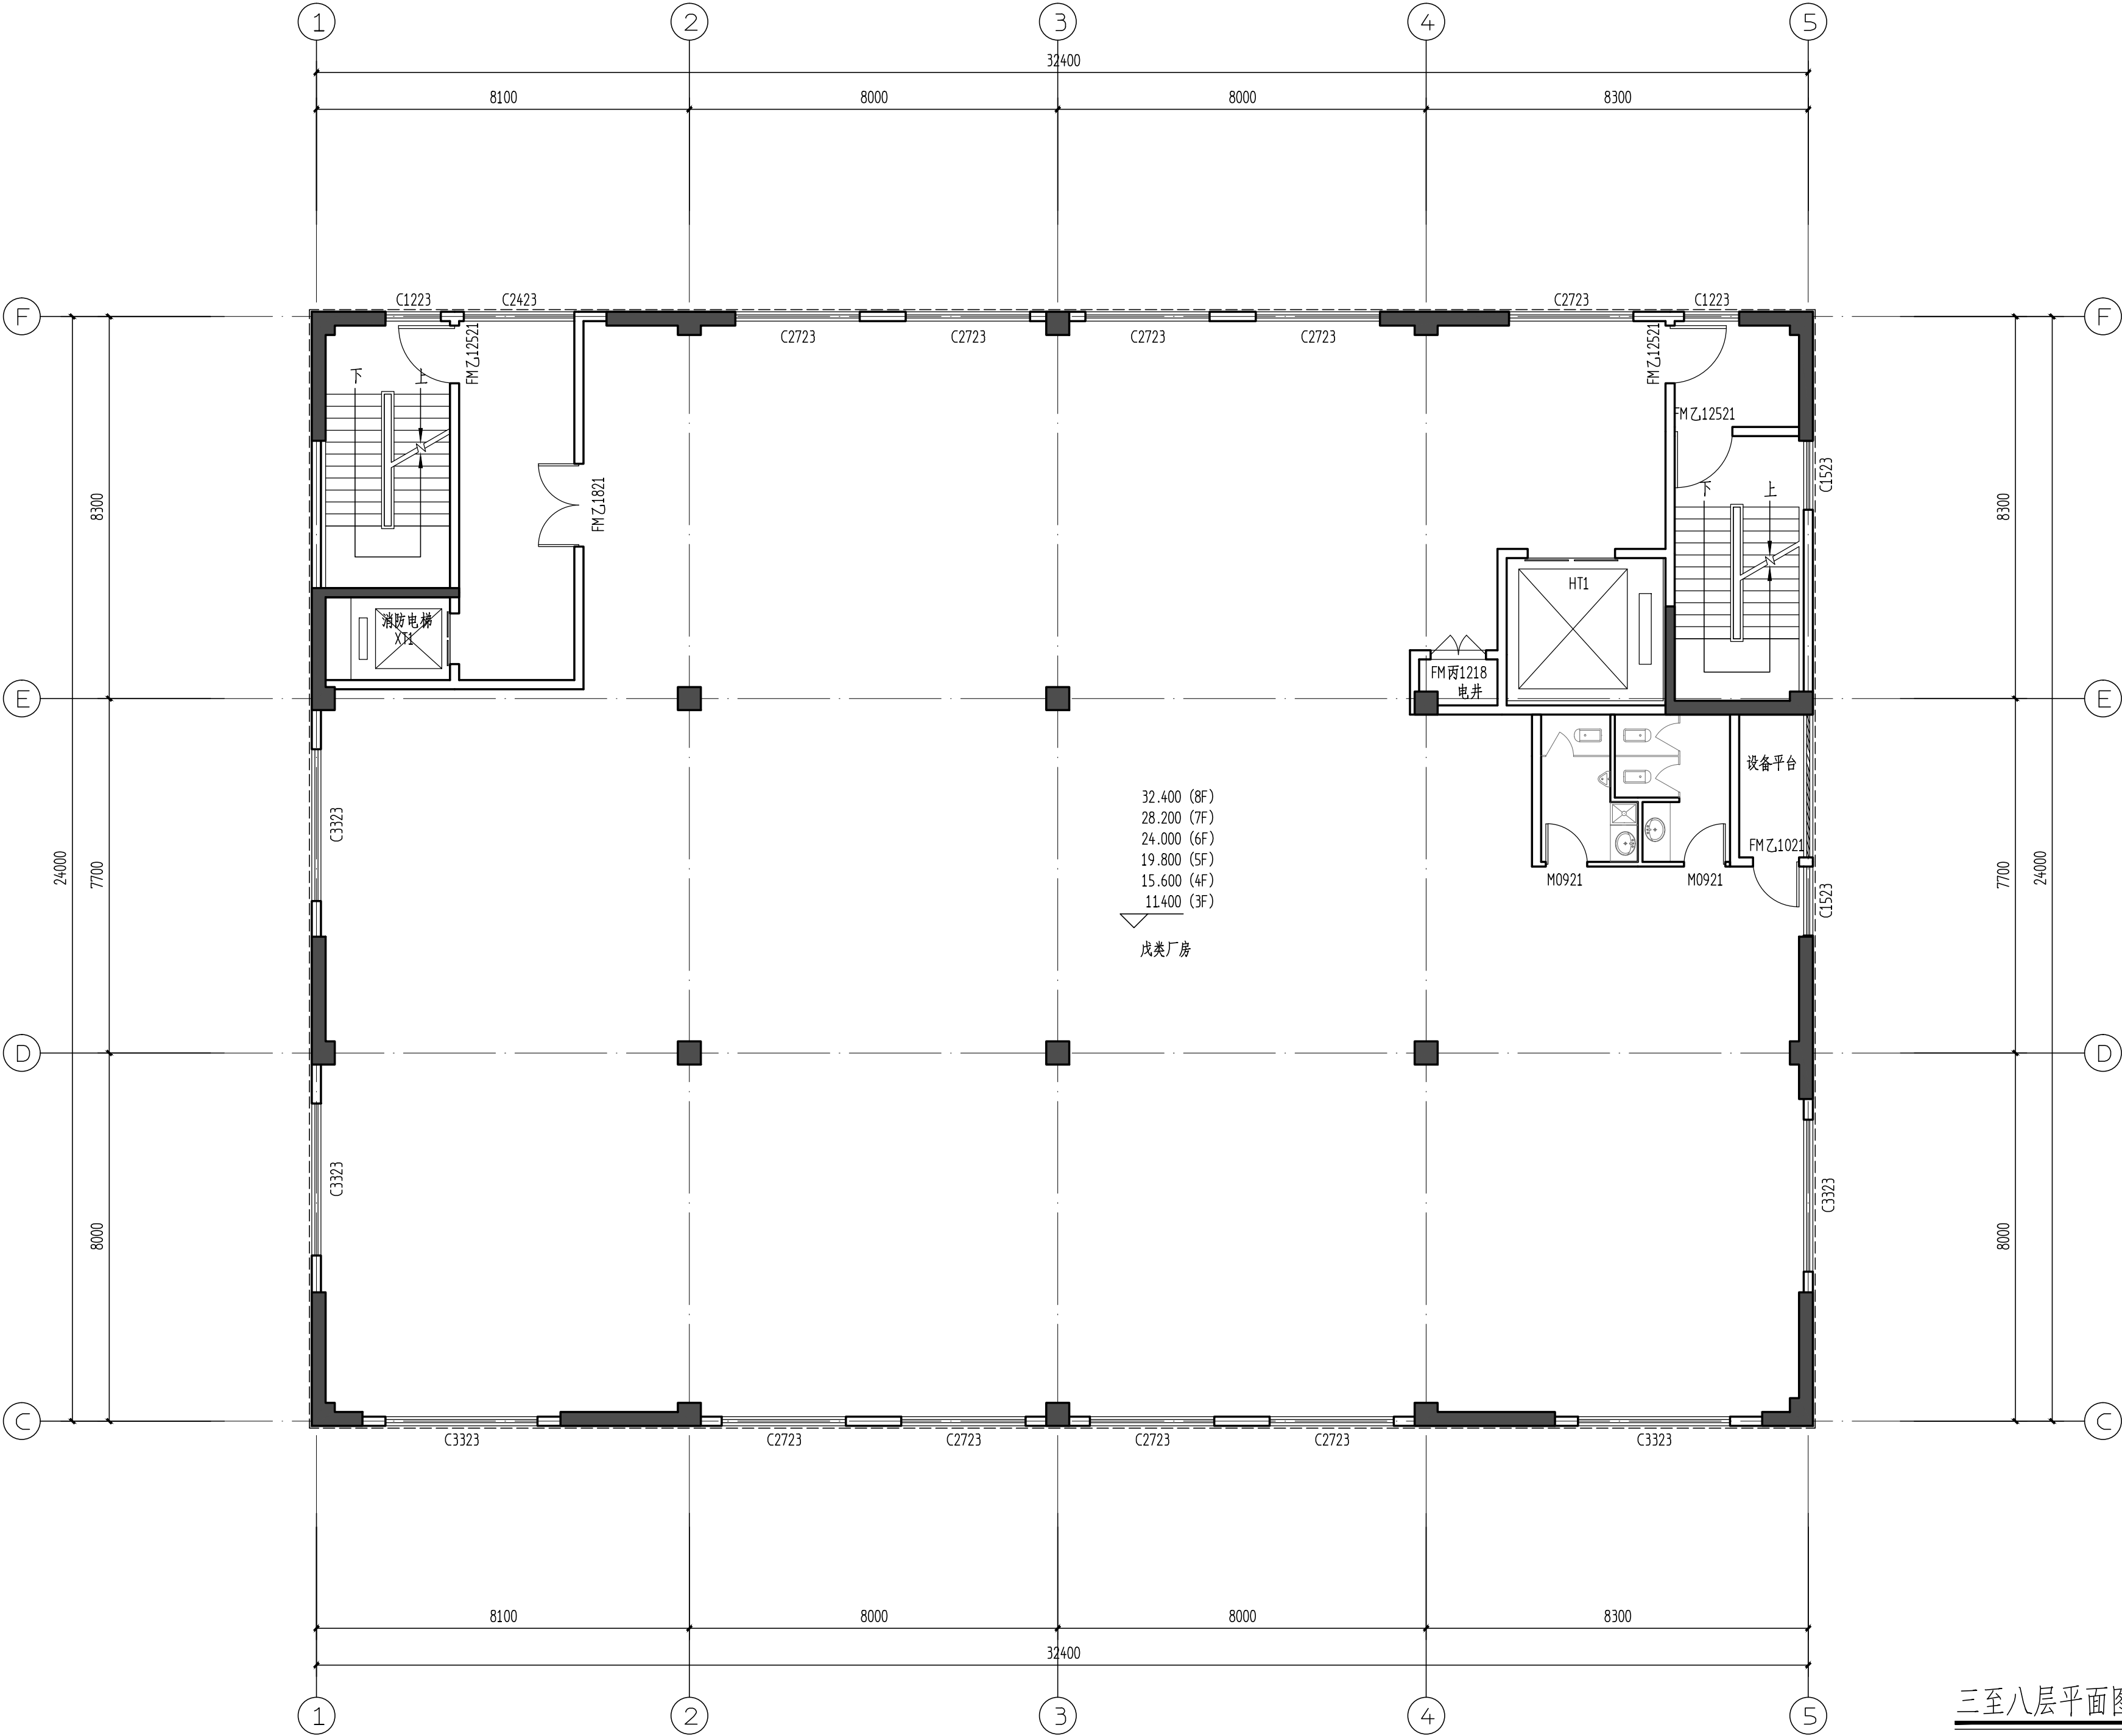 1 2 3 4 5
32400
8100 8000 8000 8300
C1223 C2423 C2723 C1223
F F
C2723 C2723 C2723 C2723
FM乙12521 FM乙12521
下 上
FM乙12521
C1523
8300 8300
FM乙1821
下 上
HT1
消防电梯
XT1
FM丙1218
电井
E E
设备平台
32.400 (8F)
28.200 (7F)
24.000 (6F)
19.800 (5F)
15.600 (4F)
11.400 (3F)
戊类厂房
C3323
FM乙1021
24000 7700 7700 24000
M0921 M0921
C1523
D D
C3323 C3323
8000 8000
C C
C3323 C2723 C2723 C2723 C2723 C3323
8100 8000 8000 8300
32400
1 2 3 4 5
三至八层平面